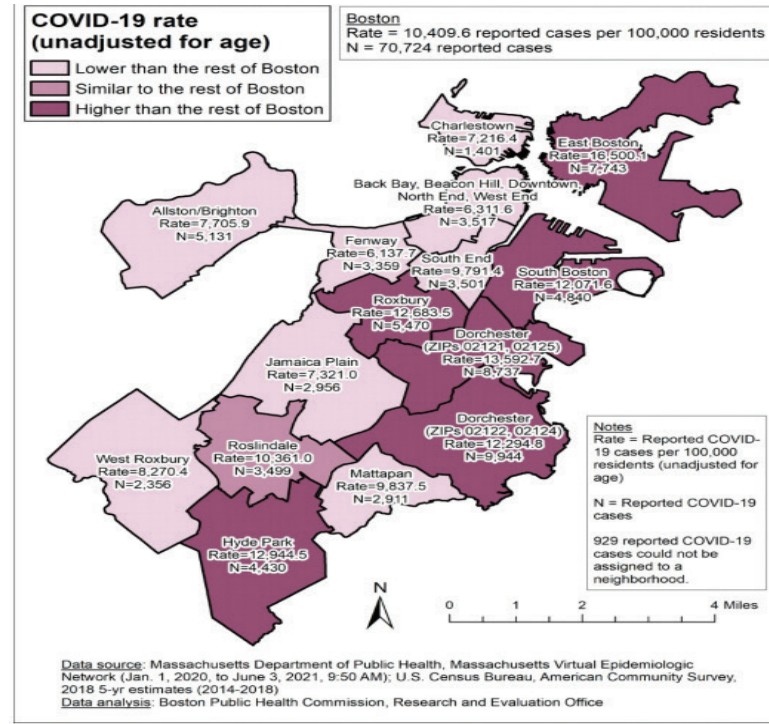 COVID-19 rate
(unadjusted for age)
Lower than the rest of Boston
Similar to the rest of Boston
Higher than the rest of Boston
Boston
Rate = 10,409.6 reported cases per 100,000 residents
N = 70,724 reported cases
Charlestown
Rate=7,216.4
N=1,401
East Boston
Rate=16,500.1
N=7,743
Back Bay, Beacon Hill, Downtown,
North End, West End
Rate=6,311.6
N=3,517
Allston/Brighton
Rate=7,705.9
N=5,131
Fenway
Rate=6,137.7
N=3,359
South End
Rate=9,791.4
N=3,501
South Boston
Rate=12,071.6
N=4,840
Roxbury
Rate=12,683.5
N=5,470
Dorchester
(ZIPs 02121, 02125)
Rate=13,592.7
N=8,737
Jamaica Plain
Rate=7,321.0
N=2,956
Dorchester
(ZIPs 02122, 02124)
Rate=12,294.8
N=9,944
West Roxbury
Rate=8,270.4
N=2,356
Roslindale
Rate=10,361.0
N=3,499
Mattapan
Rate=9,837.5
N=2,911
Hyde Park
Rate=12,944.5
N=4,430
Notes
Rate = Reported COVID-
19 cases per 100,000
residents (unadjusted for
age)
N = Reported COVID-19
cases
929 reported COVID-19
cases could not be
assigned to a
neighborhood.
N
0 1 2 4 Miles
Data source: Massachusetts Department of Public Health, Massachusetts Virtual Epidemiologic
Network (Jan. 1, 2020, to June 3, 2021, 9:50 AM); U.S. Census Bureau, American Community Survey,
2018 5-yr estimates (2014-2018)
Data analysis: Boston Public Health Commission, Research and Evaluation Office